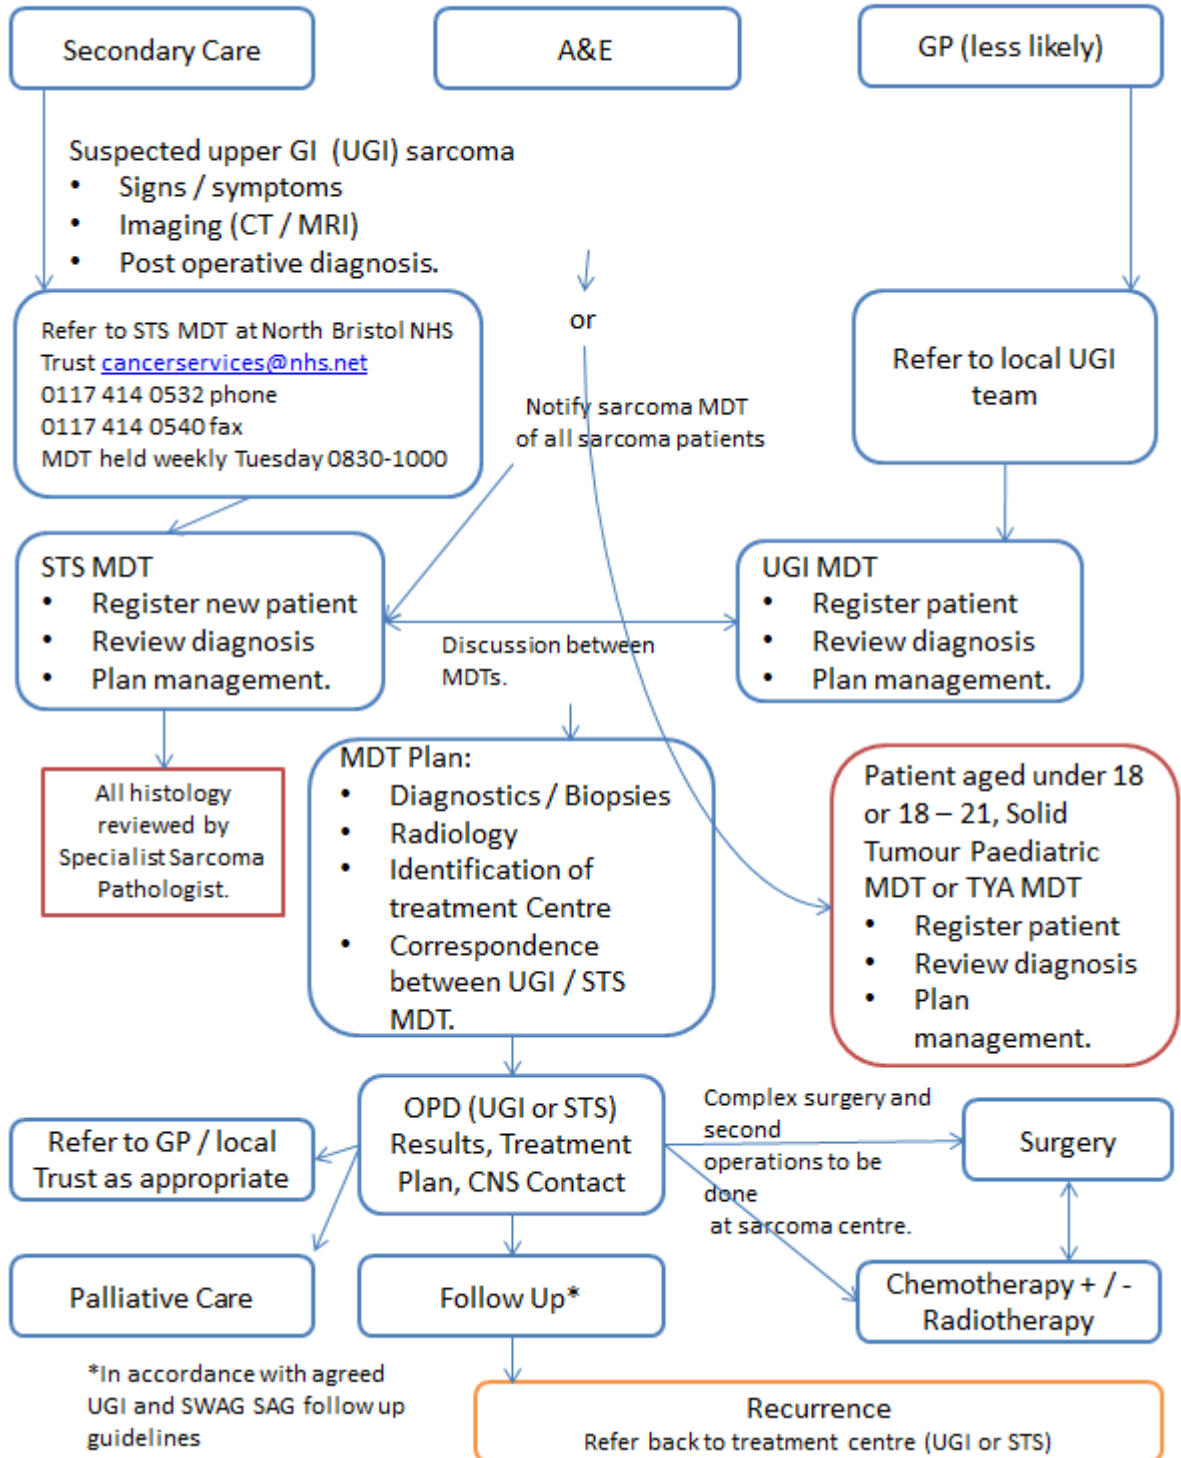 Secondary Care
A&E
GP (less likely)
Suspected upper GI (UGI) sarcoma
• Signs / symptoms
• Imaging (CT / MRI)
• Post operative diagnosis.
Refer to STS MDT at North Bristol NHS
Trust cancerservices@nhs.net
0117 414 0532 phone
0117 414 0540 fax
MDT held weekly Tuesday 0830-1000
or
Refer to local UGI
team
Notify sarcoma MDT
of all sarcoma patients
STS MDT
• Register new patient
• Review diagnosis
• Plan management.
Discussion between
MDTs.
UGI MDT
• Register patient
• Review diagnosis
• Plan management.
All histology
reviewed by
Specialist Sarcoma
Pathologist.
MDT Plan:
• Diagnostics / Biopsies
• Radiology
• Identification of
treatment Centre
• Correspondence
between UGI / STS
MDT.
Patient aged under 18
or 18 – 21, Solid
Tumour Paediatric
MDT or TYA MDT
• Register patient
• Review diagnosis
• Plan
management.
Refer to GP / local
Trust as appropriate
OPD (UGI or STS)
Results, Treatment
Plan, CNS Contact
Complex surgery and
second
operations to be
done
at sarcoma centre.
Surgery
Palliative Care
Follow Up*
Chemotherapy + / -
Radiotherapy
*In accordance with agreed
UGI and SWAG SAG follow up
guidelines
Recurrence
Refer back to treatment centre (UGI or STS)